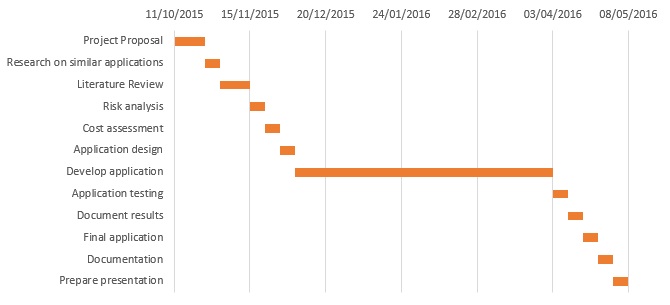 11/10/2015 15/11/2015 20/12/2015 24/01/2016 28/02/2016 03/04/2016 08/05/2016
Project Proposal
Research on similar applications
Literature Review
Risk analysis
Cost assessment
Application design
Develop application
Application testing
Document results
Final application
Documentation
Prepare presentation